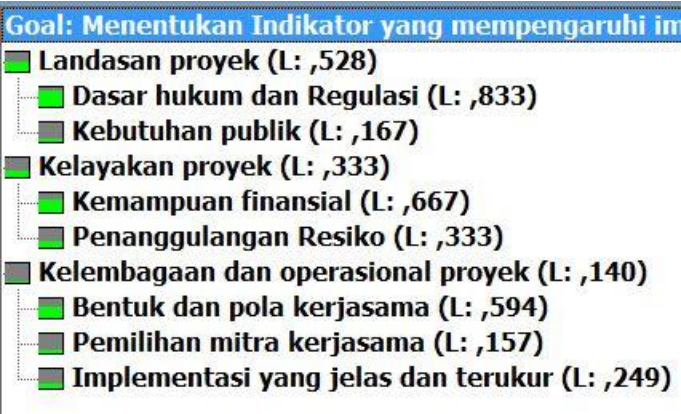 Goal: Menentukan Indikator yang mempengaruhi
Landasan proyek (L: ,528)
Dasar hukum dan Regulasi (L: ,833)
Kebutuhan publik (L: ,167)
Kelayakan proyek (L: ,333)
Kemampuan finansial (L: ,667)
Penanggulangan Resiko (L: ,333)
Kelembagaan dan operasional proyek (L: ,140)
Bentuk dan pola kerjasama (L: ,594)
Pemilihan mitra kerjasama (L: ,157)
Implementasi yang jelas dan terukur (L: ,249)